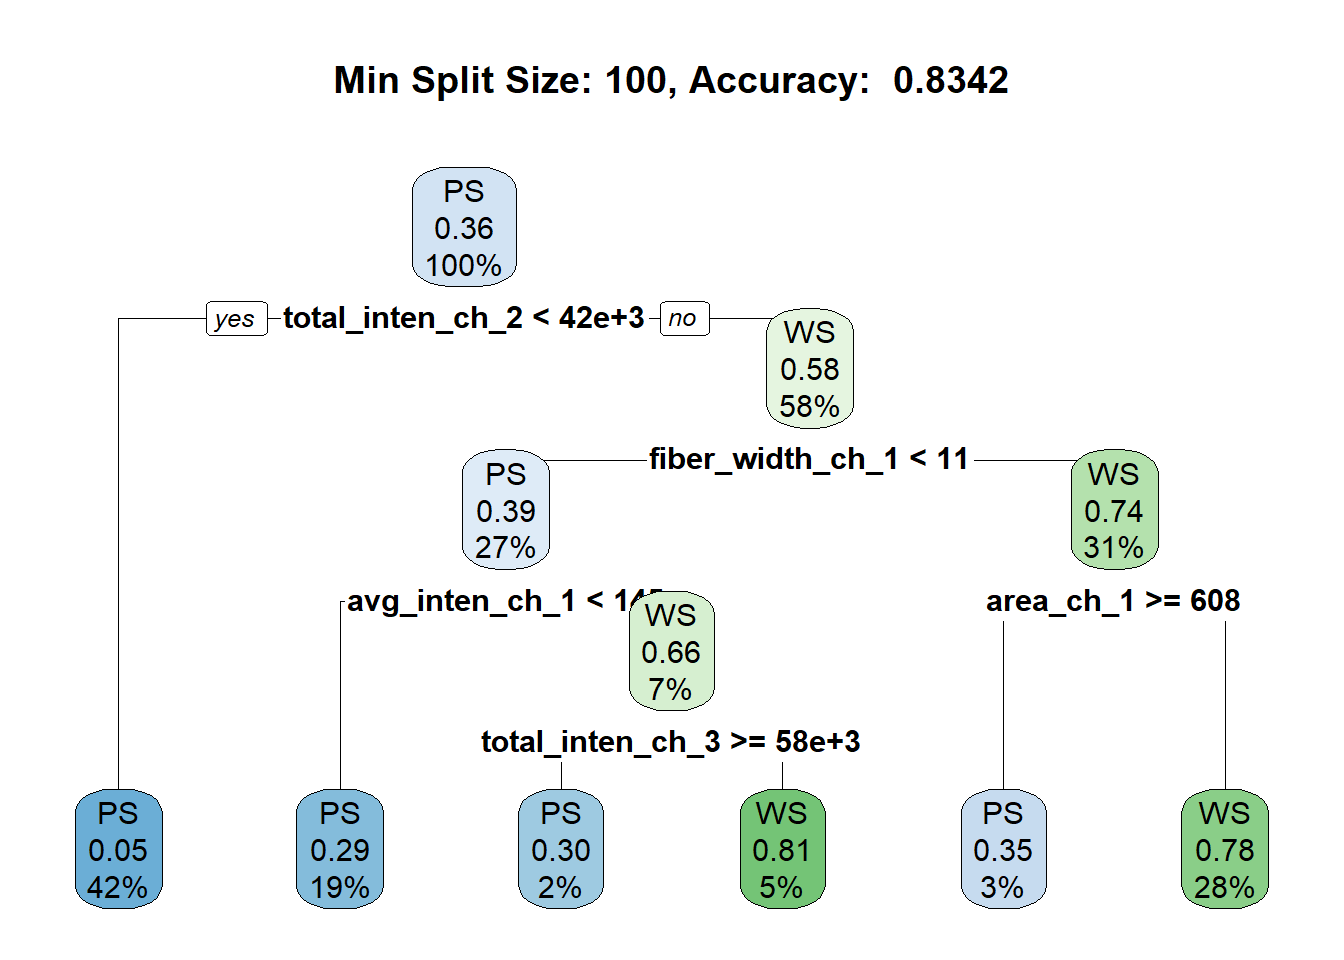 Min Split Size: 100, Accuracy:  0.8342
PS
0.36
100%
yes
total_inten_ch_2 < 42e+3
no
WS
0.58
58%
fiber_width_ch_1 < 11
PS
0.39
27%
WS
0.74
31%
avg_inten_ch_1 <
WS
0.66
7%
area_ch_1 >= 608
total_inten_ch_3 >= 58e+3
PS
0.05
42%
PS
0.29
19%
PS
0.30
2%
WS
0.81
5%
PS
0.35
3%
WS
0.78
28%